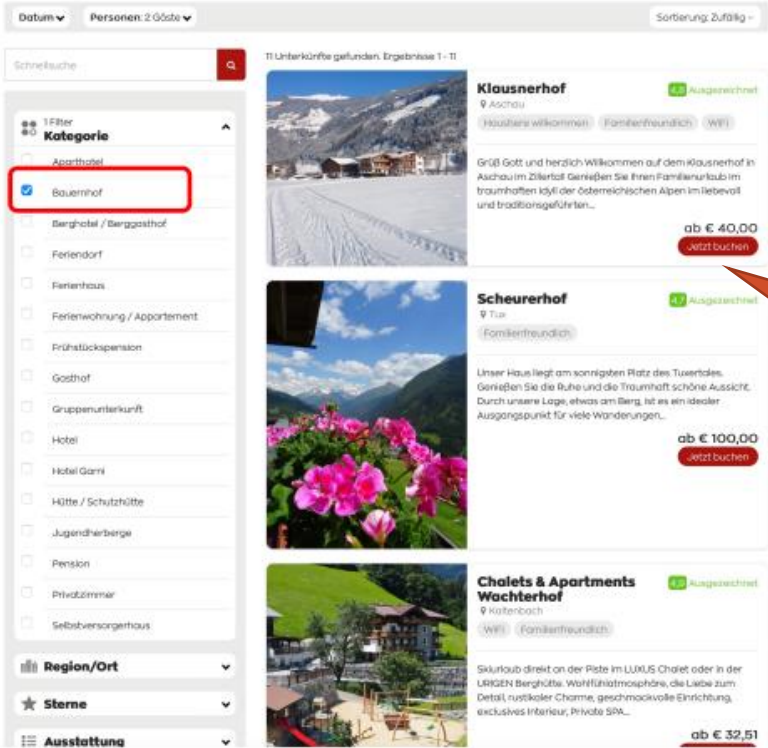 Datum
Personen: 2 Gäste
Sortierung: Zufällig
Schnellsuche
1 Filter
Kategorie
Aparthotel
Bauernhof
Berghotel / Berggasthof
Feriendorf
Ferienhaus
Ferienwohnung / Appartement
Frühstückspension
Gasthof
Gruppenunterkunft
Hotel
Hotel Garni
Hütte / Schutzhütte
Jugendherberge
Pension
Privatzimmer
Selbstversorgerhaus
Region/Ort
Sterne
Ausstattung
11 Unterkünfte gefunden. Ergebnisse 1 - 11
Klausnerhof
Ausgezeichnet
Aschau
Haustiere willkommen Familienfreundlich WiFi
Grüß Gott und herzlich Willkommen auf dem Klausnerhof in
Aschau im Zillertal! Genießen Sie Ihren Familienurlaub im
traumhaften Idyll der österreichischen Alpen im liebevoll
und traditionsgeführten...
ab € 40,00
Jetzt buchen
Scheurerhof
4,7 Ausgezeichnet
Tux
Familienfreundlich
Unser Haus liegt am sonnigsten Platz des Tuxertales.
Genießen Sie die Ruhe und die Traumhaft schöne Aussicht.
Durch unsere Lage, etwas am Berg, ist es ein idealer
Ausgangspunkt für viele Wanderungen...
ab € 100,00
Jetzt buchen
Chalets & Apartments
Wachterhof
Ausgezeichnet
Kaltenbach
WiFi Familienfreundlich
Skiurlaub direkt an der Piste im LUXUS Chalet oder in der
URIGEN Berghütte. Wohlfühlatmosphäre, die Liebe zum
Detail, rustikaler Charme, geschmackvolle Einrichtung,
exclusives Interieur, Private SPA...
ab € 32,51